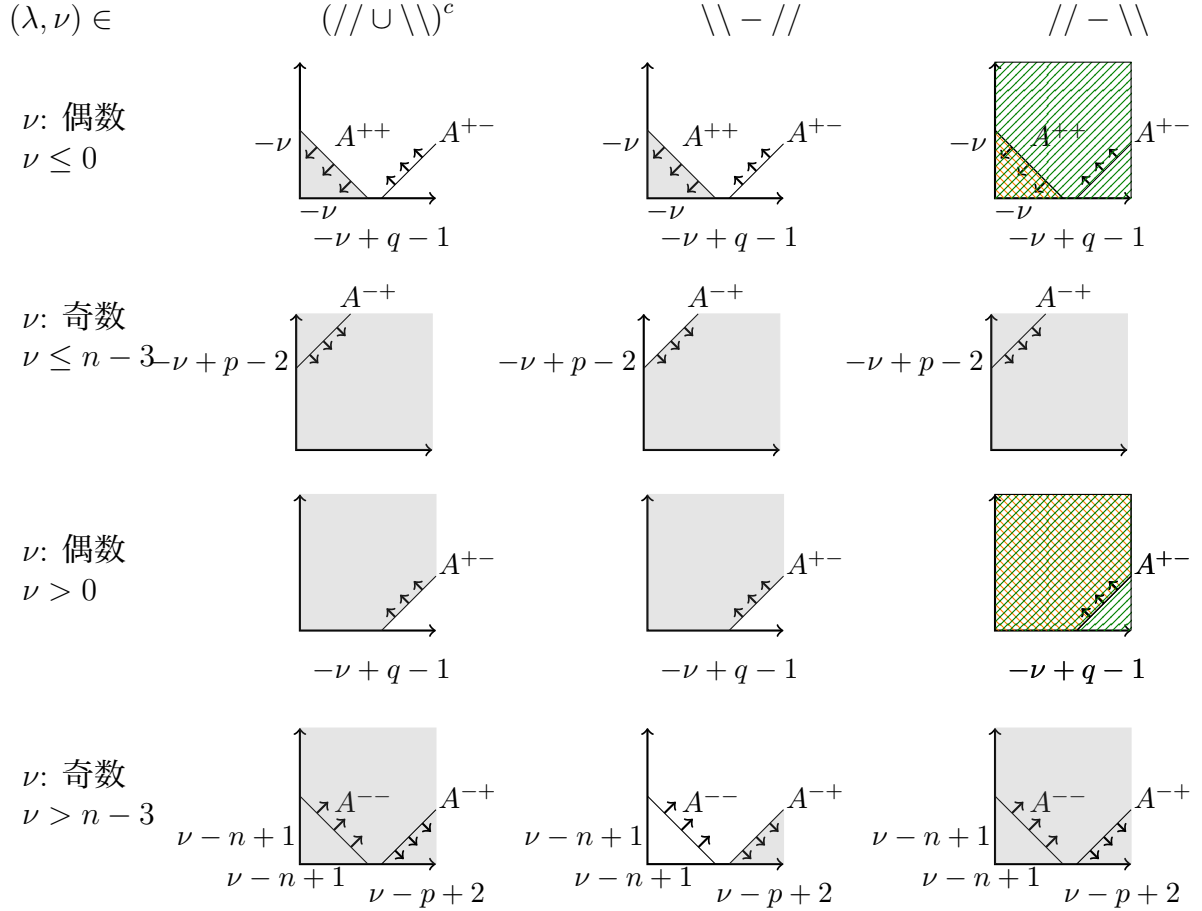 (λ, ν) ∈ (// ∪ \\)^c \\ − // // − \\
ν: 偶数
ν ≤ 0
−ν A^{++} A^{+−}
−ν
−ν + q − 1
−ν A^{++} A^{+−}
−ν
−ν + q − 1
−ν A^{++} A^{+−}
−ν
−ν + q − 1
ν: 奇数
ν ≤ n − 3
A^{−+}
−ν + p − 2
A^{−+}
−ν + p − 2
A^{−+}
−ν + p − 2
ν: 偶数
ν > 0
A^{+−}
−ν + q − 1
A^{+−}
−ν + q − 1
A^{+−}
−ν + q − 1
ν: 奇数
ν > n − 3
A^{−−} A^{−+}
ν − n + 1
ν − n + 1
ν − p + 2
A^{−−} A^{−+}
ν − n + 1
ν − n + 1
ν − p + 2
A^{−−} A^{−+}
ν − n + 1
ν − n + 1
ν − p + 2